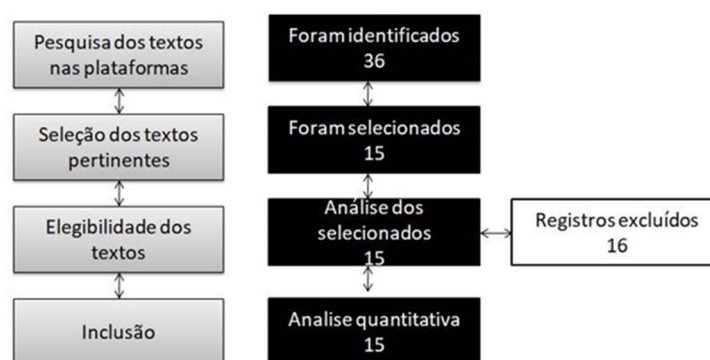 Pesquisa dos textos
nas plataformas
Foram identificados
36
Seleção dos textos
pertinentes
Foram selecionados
15
Elegibilidade dos
textos
Análise dos
selecionados
15
Registros excluídos
16
Inclusão
Analise quantitativa
15